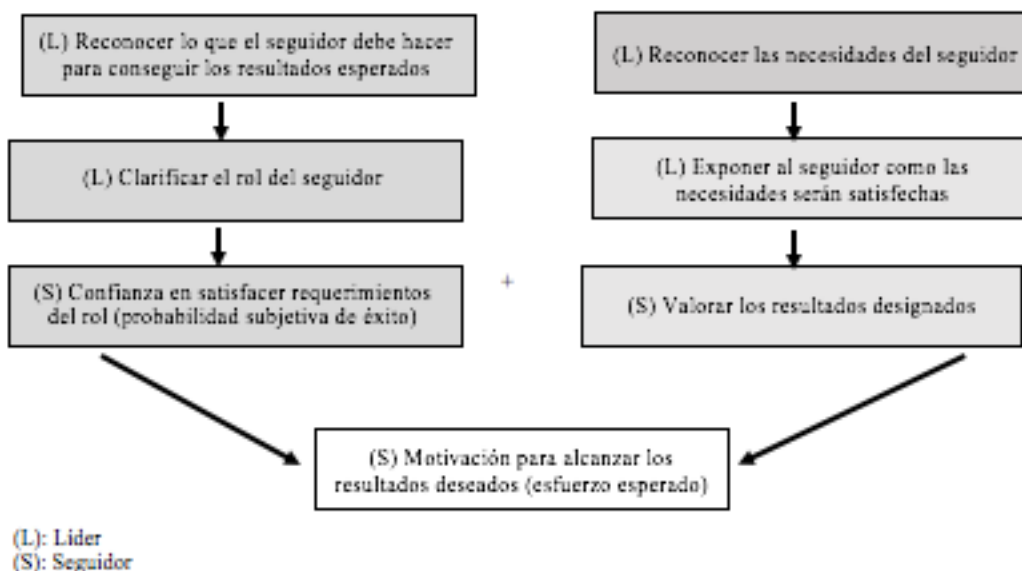 (L) Reconocer lo que el seguidor debe hacer
para conseguir los resultados esperados
(L) Reconocer las necesidades del seguidor
(L) Clarificar el rol del seguidor
(L) Exponer al seguidor como las
necesidades serán satisfechas
(S) Confianza en satisfacer requerimientos
del rol (probabilidad subjetiva de éxito)
+
(S) Valorar los resultados designados
(S) Motivación para alcanzar los
resultados deseados (esfuerzo esperado)
(L): Líder
(S): Seguidor